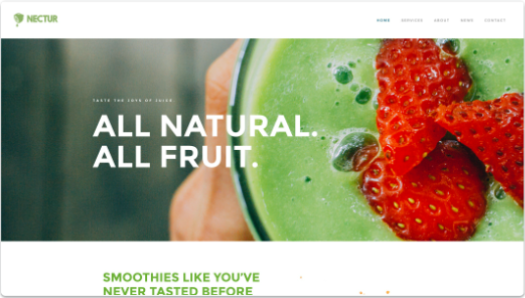 NECTUR
HOME SERVICES ABOUT NEWS CONTACT
TASTE THE JOYS OF JUICE
ALL NATURAL.
ALL FRUIT.
SMOOTHIES LIKE YOU'VE
NEVER TASTED BEFORE